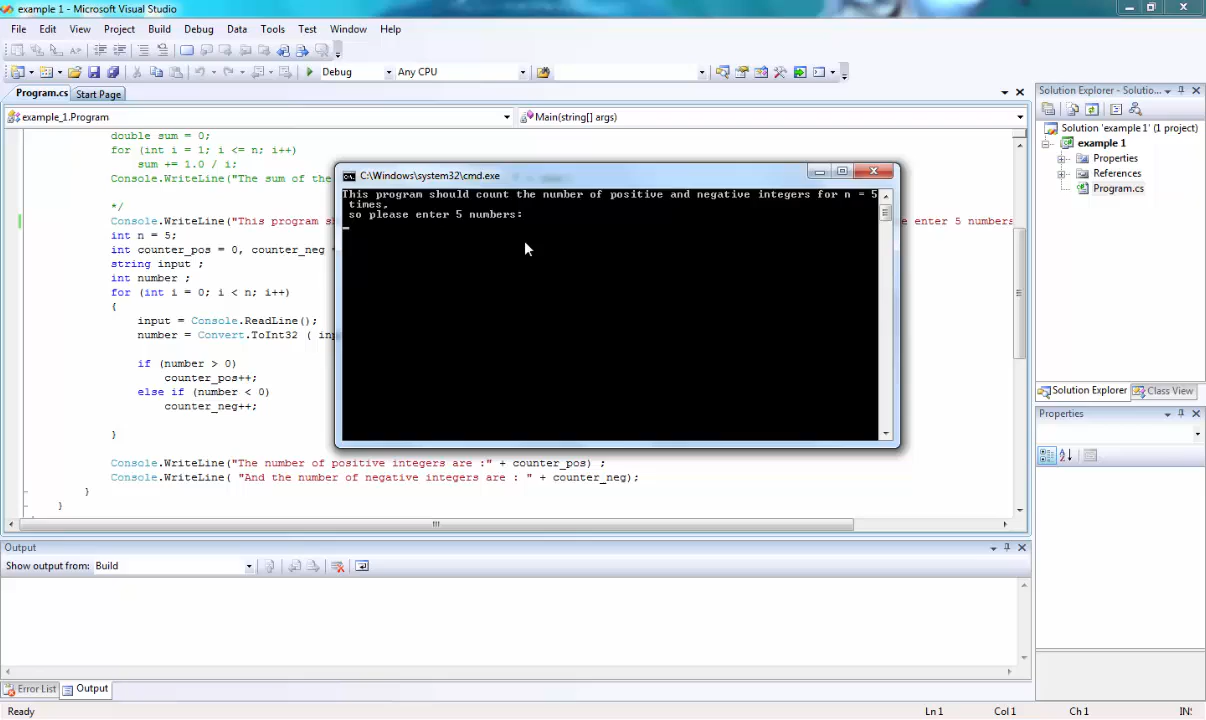 example 1 - Microsoft Visual Studio
File Edit View Project Build Debug Data Tools Test Window Help
Debug Any CPU
Program.cs Start Page
example_1.Program Main(string[] args)
double sum = 0;
for (int i = 1; i <= n; i++)
sum += 1.0 / i;
Console.WriteLine("The sum of the
*/
Console.WriteLine("This program sh e enter 5 numbers
int n = 5;
int counter_pos = 0, counter_neg
string input ;
int number ;
for (int i = 0; i < n; i++)
{
input = Console.ReadLine();
number = Convert.ToInt32 ( inp
if (number > 0)
counter_pos++;
else if (number < 0)
counter_neg++;
}
Console.WriteLine("The number of positive integers are :" + counter_pos) ;
Console.WriteLine( "And the number of negative integers are : " + counter_neg);
}
}
C:\Windows\system32\cmd.exe
This program should count the number of positive and negative integers for n = 5
times,
so please enter 5 numbers:
Solution Explorer - Solutio...
Solution 'example 1' (1 project)
example 1
Properties
References
Program.cs
Solution Explorer Class View
Properties
Output
Show output from: Build
Error List Output
Ready Ln 1 Col 1 Ch 1 INS